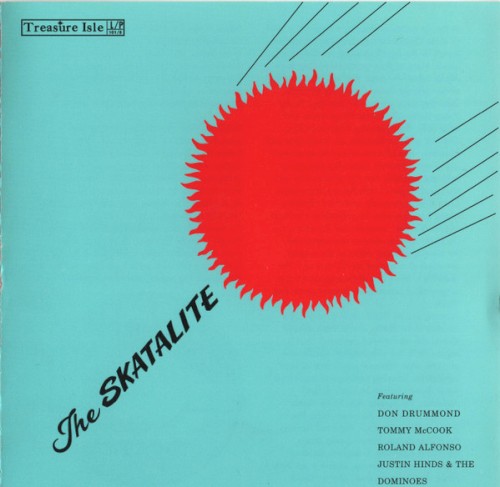 Treasure Isle L/P
The SKATALITE
Featuring
DON DRUMMOND
TOMMY McCOOK
ROLAND ALFONSO
JUSTIN HINDS & THE
DOMINOES